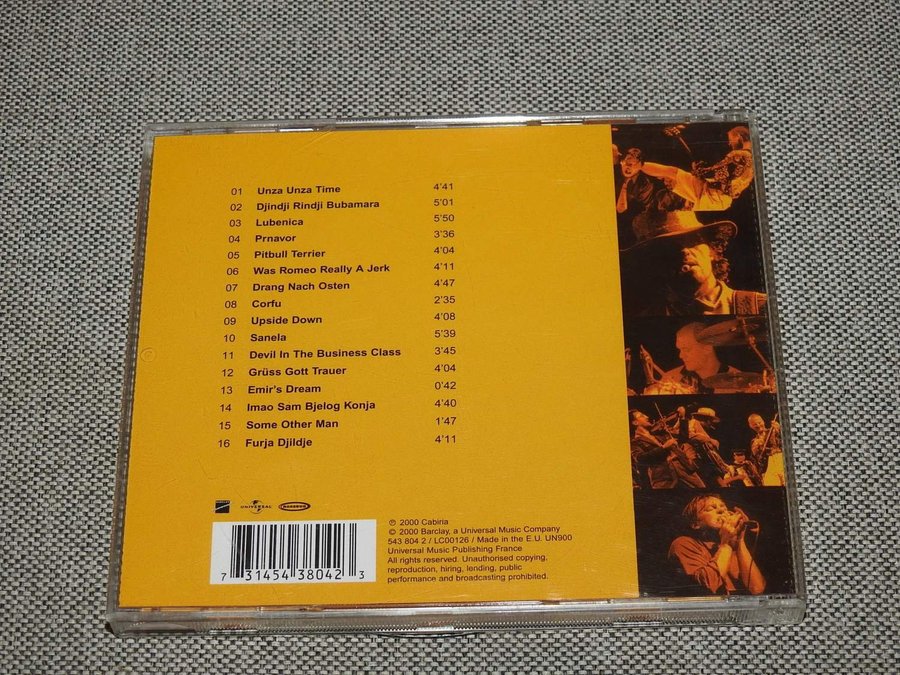 01 Unza Unza Time 4'41
02 Djindji Rindji Bubamara 5'01
03 Lubenica 5'50
04 Prnavor 3'36
05 Pitbull Terrier 4'04
06 Was Romeo Really A Jerk 4'11
07 Drang Nach Osten 4'47
08 Corfu 2'35
09 Upside Down 4'08
10 Sanela 5'39
11 Devil In The Business Class 3'45
12 Grüss Gott Trauer 4'04
13 Emir's Dream 0'42
14 Imao Sam Bjelog Konja 4'40
15 Some Other Man 1'47
16 Furja Djildje 4'11
UNIVERSAL
℗ 2000 Cabiria
© 2000 Barclay, a Universal Music Company
543 804 2 / LC00126 / Made in the E.U. UN900
Universal Music Publishing France
All rights reserved. Unauthorised copying,
reproduction, hiring, lending, public
performance and broadcasting prohibited.
7 31454 38042 3